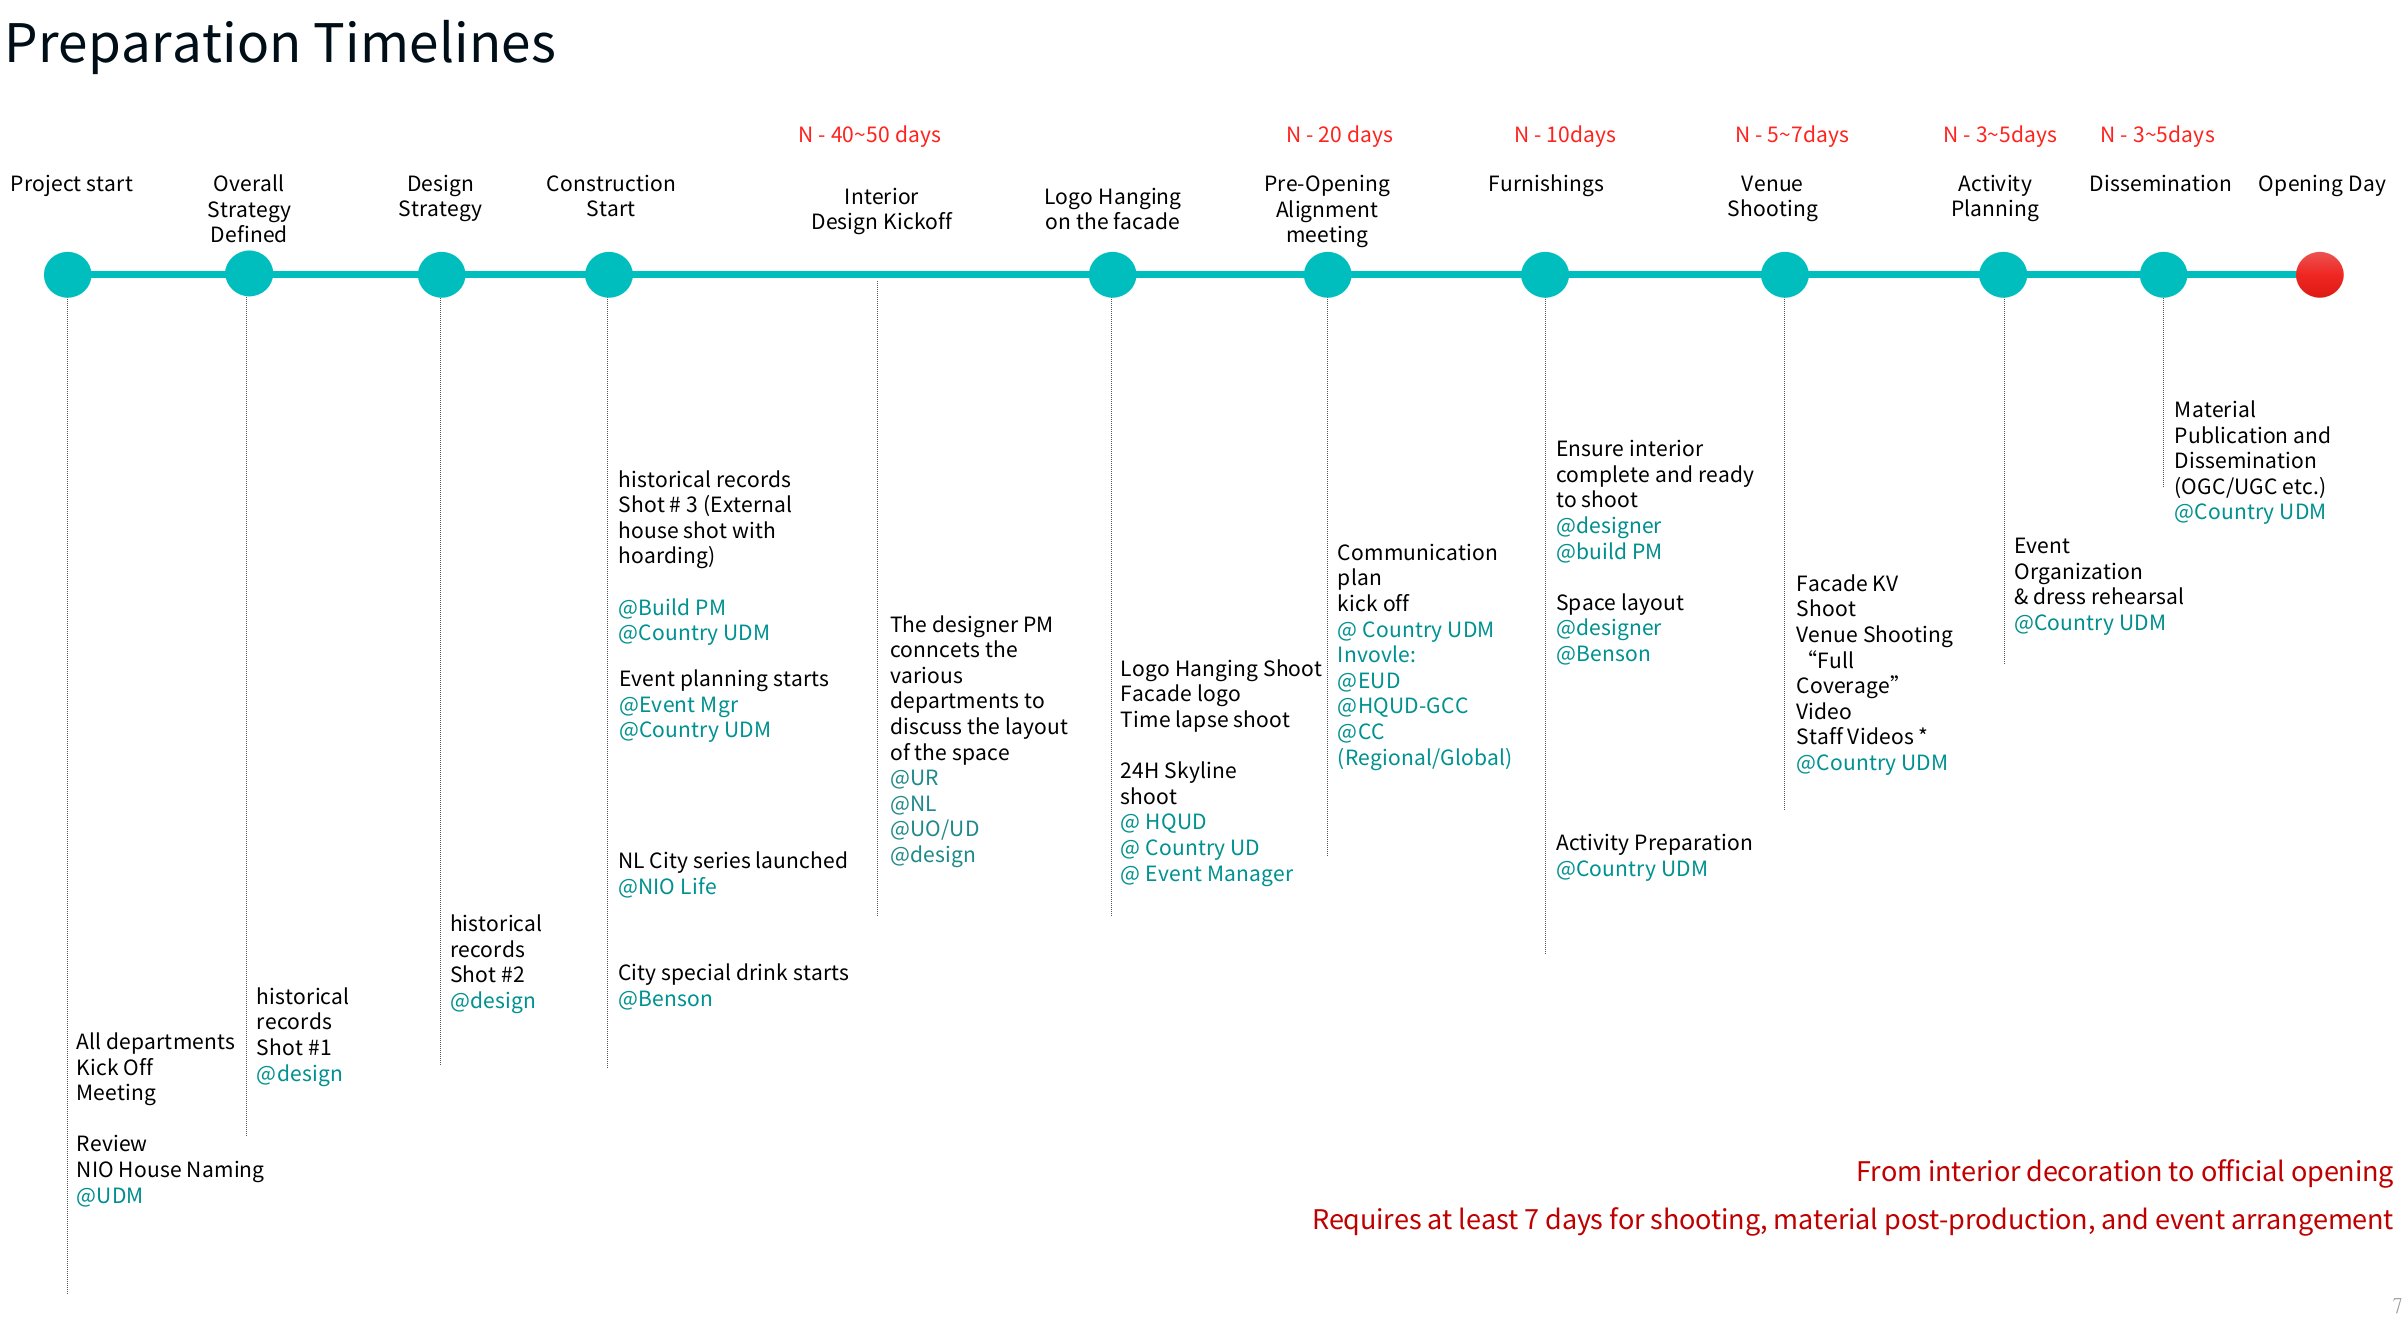 Preparation Timelines
N - 40~50 days
N - 20 days
N - 10days
N - 5~7days
N - 3~5days
N - 3~5days
Project start
Overall
Strategy
Defined
Design
Strategy
Construction
Start
Interior
Design Kickoff
Logo Hanging
on the facade
Pre-Opening
Alignment
meeting
Furnishings
Venue
Shooting
Activity
Planning
Dissemination
Opening Day
All departments
Kick Off
Meeting
Review
NIO House Naming
@UDM
historical
records
Shot #1
@design
historical
records
Shot #2
@design
historical records
Shot # 3 (External
house shot with
hoarding)
@Build PM
@Country UDM
Event planning starts
@Event Mgr
@Country UDM
NL City series launched
@NIO Life
City special drink starts
@Benson
The designer PM
conncets the
various
departments to
discuss the layout
of the space
@UR
@NL
@UO/UD
@design
Logo Hanging Shoot
Facade logo
Time lapse shoot
24H Skyline
shoot
@ HQUD
@ Country UD
@ Event Manager
Communication
plan
kick off
@ Country UDM
Invovle:
@EUD
@HQUD-GCC
@CC
(Regional/Global)
Ensure interior
complete and ready
to shoot
@designer
@build PM
Space layout
@designer
@Benson
Activity Preparation
@Country UDM
Facade KV
Shoot
Venue Shooting
“Full
Coverage”
Video
Staff Videos *
@Country UDM
Event
Organization
& dress rehearsal
@Country UDM
Material
Publication and
Dissemination
(OGC/UGC etc.)
@Country UDM
From interior decoration to official opening
Requires at least 7 days for shooting, material post-production, and event arrangement
7